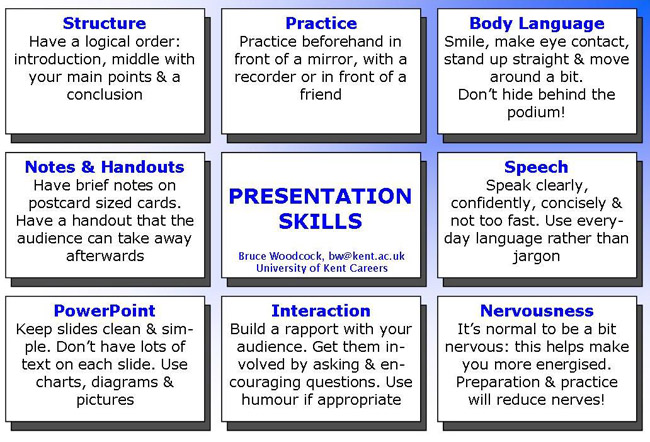 Structure
Have a logical order:
introduction, middle with
your main points & a
conclusion
Practice
Practice beforehand in
front of a mirror, with a
recorder or in front of a
friend
Body Language
Smile, make eye contact,
stand up straight & move
around a bit.
Don’t hide behind the
podium!
Notes & Handouts
Have brief notes on
postcard sized cards.
Have a handout that the
audience can take away
afterwards
PRESENTATION
SKILLS
Bruce Woodcock, bw@kent.ac.uk
University of Kent Careers
Speech
Speak clearly,
confidently, concisely &
not too fast. Use every-
day language rather than
jargon
PowerPoint
Keep slides clean & sim-
ple. Don’t have lots of
text on each slide. Use
charts, diagrams &
pictures
Interaction
Build a rapport with your
audience. Get them in-
volved by asking & en-
couraging questions. Use
humour if appropriate
Nervousness
It’s normal to be a bit
nervous: this helps make
you more energised.
Preparation & practice
will reduce nerves!